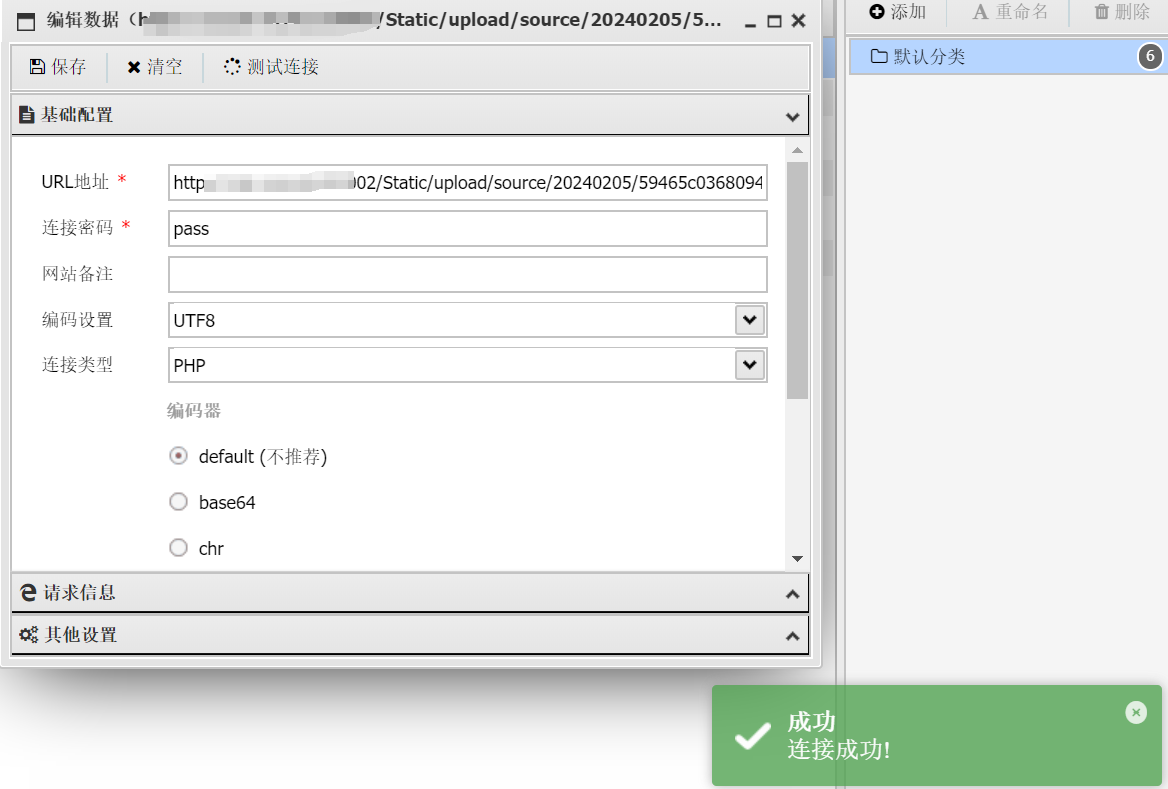 编辑数据 (h /Static/upload/source/20240205/5...
添加 重命名 删除
保存 清空 测试连接
默认分类 6
基础配置
URL地址 * http 002/Static/upload/source/20240205/59465c0368094
连接密码 * pass
网站备注
编码设置 UTF8
连接类型 PHP
编码器
default (不推荐)
base64
chr
请求信息
其他设置
成功
连接成功!